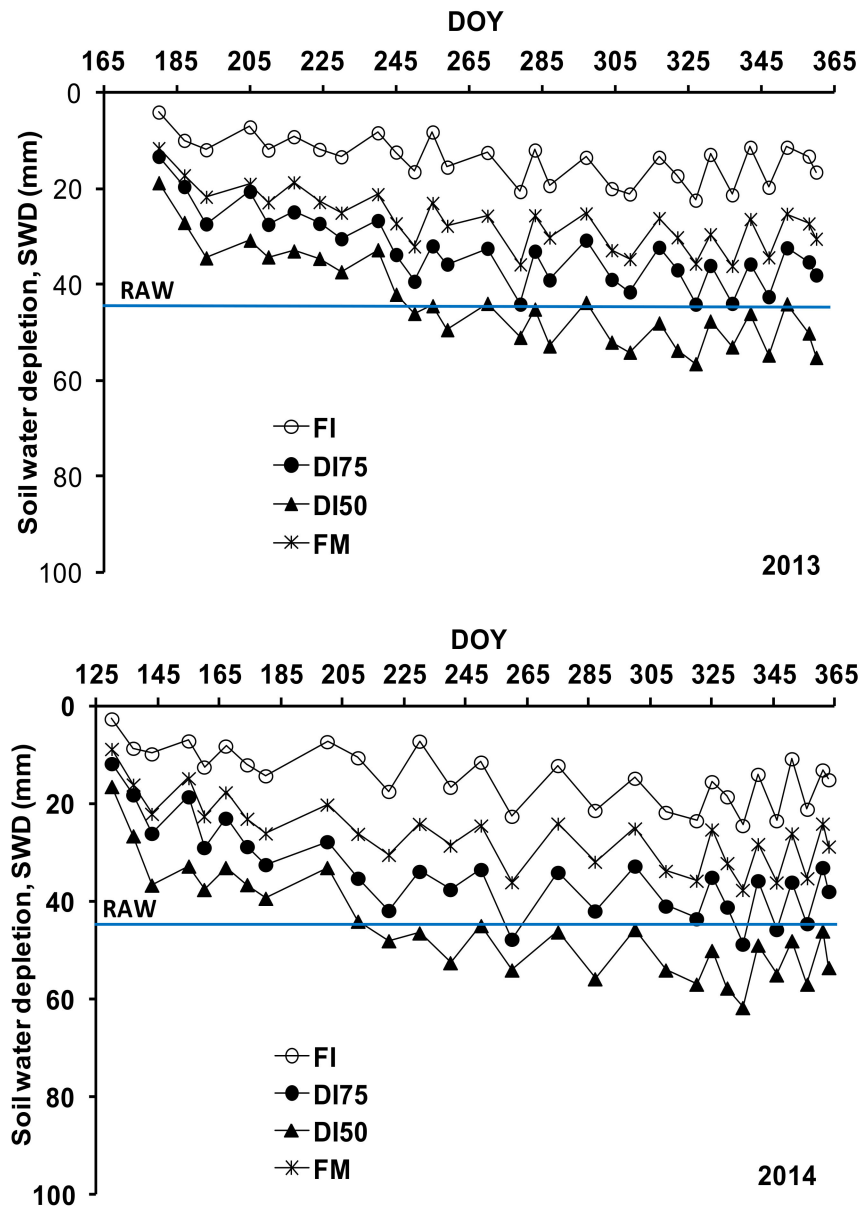 DOY
165 185 205 225 245 265 285 305 325 345 365
0
20
40
60
80
100
Soil water depletion, SWD (mm)
RAW
FI
DI75
DI50
FM
2013
DOY
125 145 165 185 205 225 245 265 285 305 325 345 365
0
20
40
60
80
100
Soil water depletion, SWD (mm)
RAW
FI
DI75
DI50
FM
2014